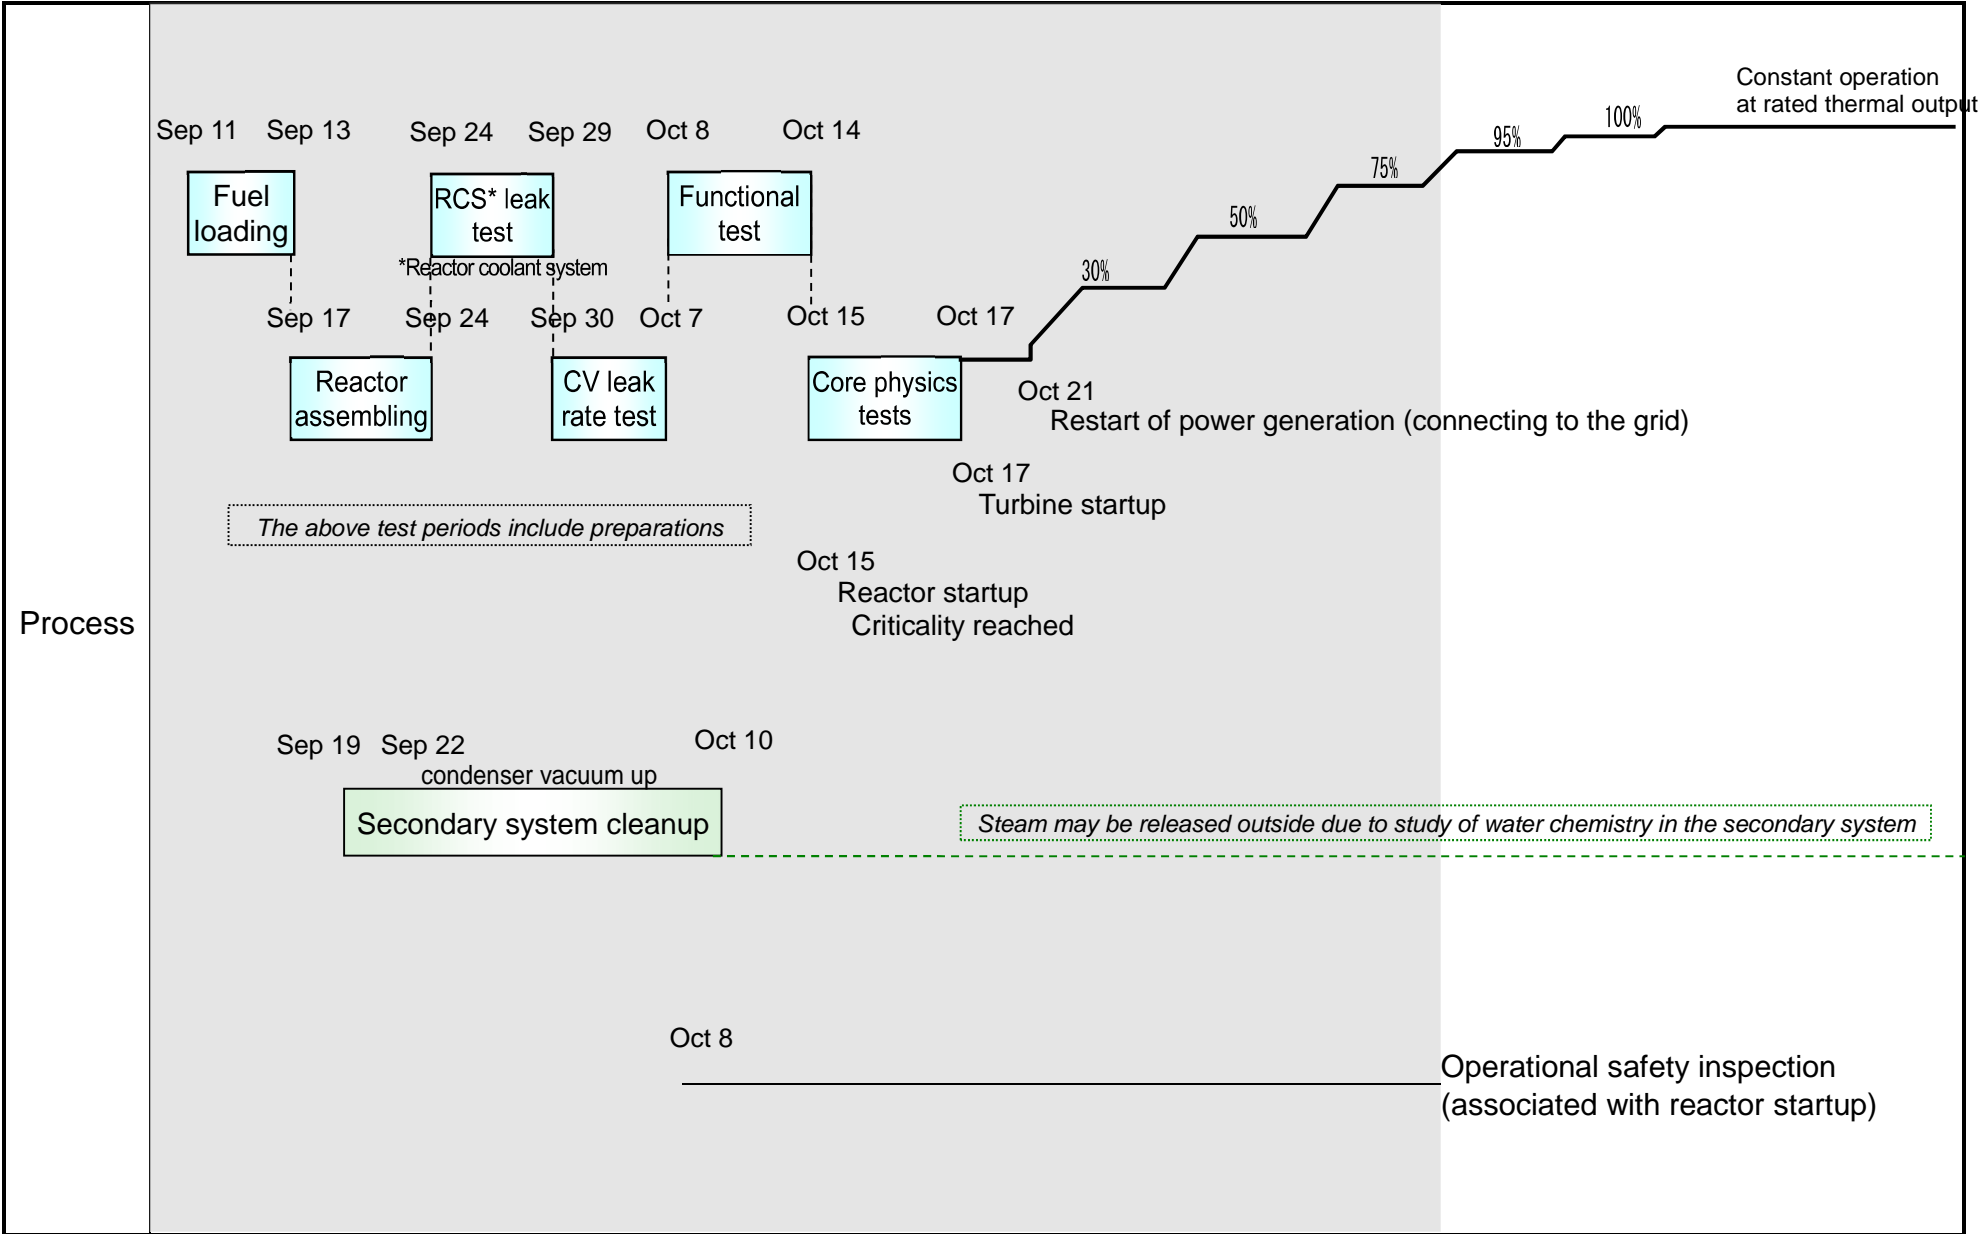 Constant operation
at rated thermal output
100%
95%
75%
50%
30%
Sep 11 Sep 13 Sep 24 Sep 29 Oct 8 Oct 14
Fuel
loading
RCS* leak
test
Functional
test
*Reactor coolant system
Sep 17 Sep 24 Sep 30 Oct 7 Oct 15 Oct 17
Reactor
assembling
CV leak
rate test
Core physics
tests
Oct 21
Restart of power generation (connecting to the grid)
Oct 17
Turbine startup
The above test periods include preparations
Oct 15
Reactor startup
Criticality reached
Process
Sep 19 Sep 22 Oct 10
condenser vacuum up
Secondary system cleanup
Steam may be released outside due to study of water chemistry in the secondary system
Oct 8
Operational safety inspection
(associated with reactor startup)